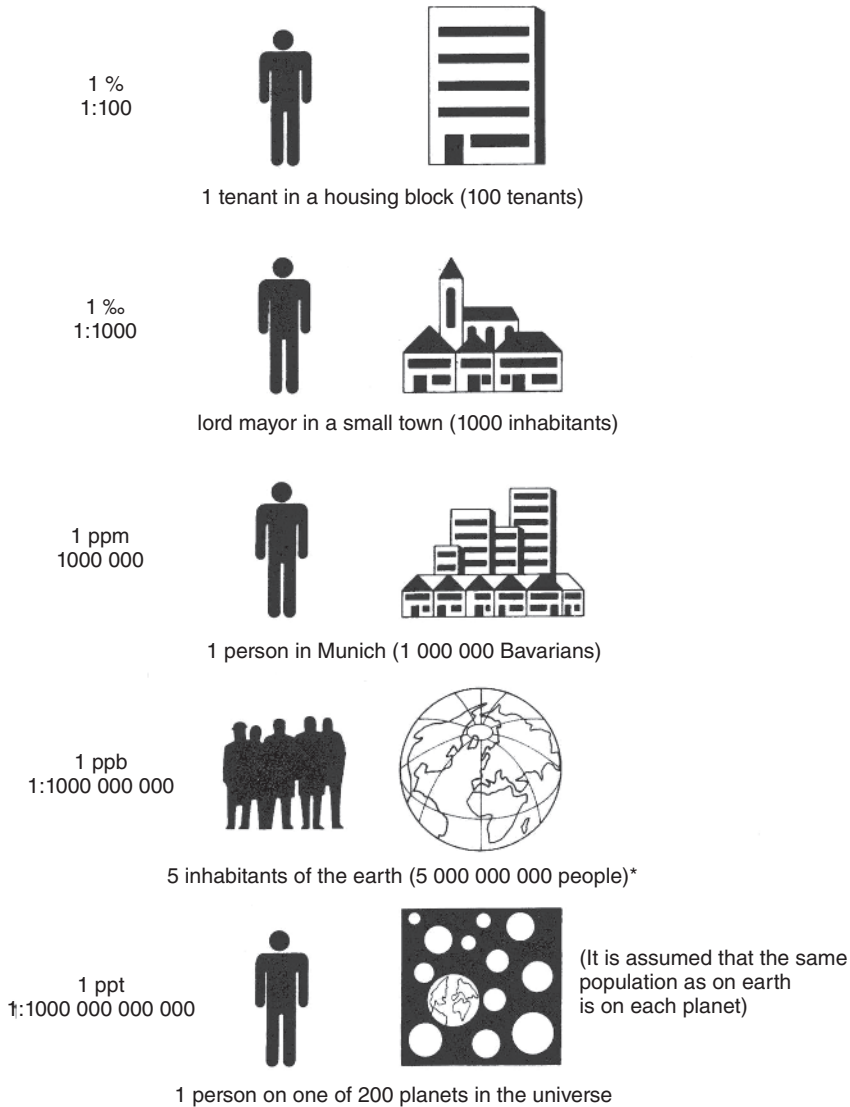 1 %
1:100
1 tenant in a housing block (100 tenants)
1 ‰
1:1000
lord mayor in a small town (1000 inhabitants)
1 ppm
1000 000
1 person in Munich (1 000 000 Bavarians)
1 ppb
1:1000 000 000
5 inhabitants of the earth (5 000 000 000 people)*
1 ppt
1:1000 000 000 000
(It is assumed that the same
population as on earth
is on each planet)
1 person on one of 200 planets in the universe